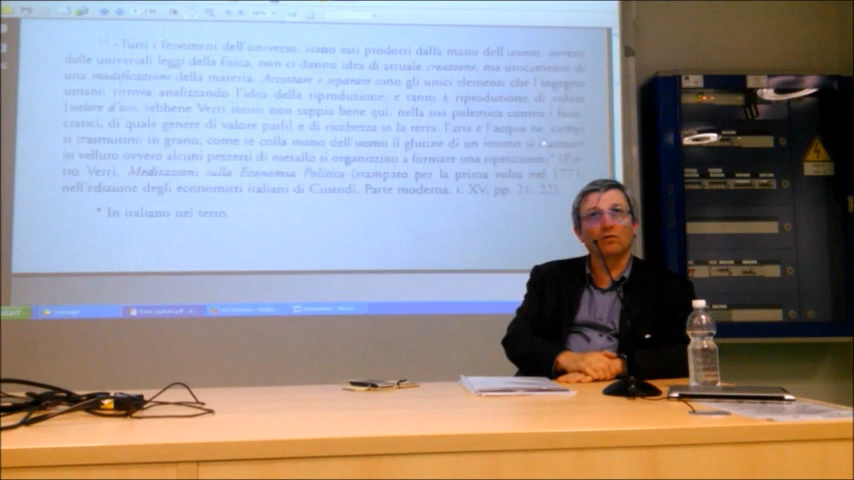 13 «Tutti i fenomeni dell'universo, siano essi prodotti dalla mano dell'uomo, ovvero
dalle universali leggi della fisica, non ci danno idea di attuale creazione, ma unicamente di
una modificazione della materia. Accostare e separare sono gli unici elementi che l'ingegno
umano ritrova analizzando l'idea della riproduzione: e tanto è riproduzione di valore
(valore d'uso, sebbene Verri stesso non sappia bene qui, nella sua polemica contro i fisio-
cratici, di quale genere di valore parli) e di ricchezza se la terra, l'aria e l'acqua ne' campi
si trasmutino in grano, come se colla mano dell'uomo il glutine di un insetto si trasmuti
in velluto ovvero alcuni pezzetti di metallo si organizzino a formare una ripetizione.» (Pie-
tro Verri, Meditazioni sulla Economia Politica (stampato per la prima volta nel 1771),
nell'edizione degli economisti italiani di Custodi, Parte moderna, t. XV, pp. 21, 22).
* In italiano nel testo.
start